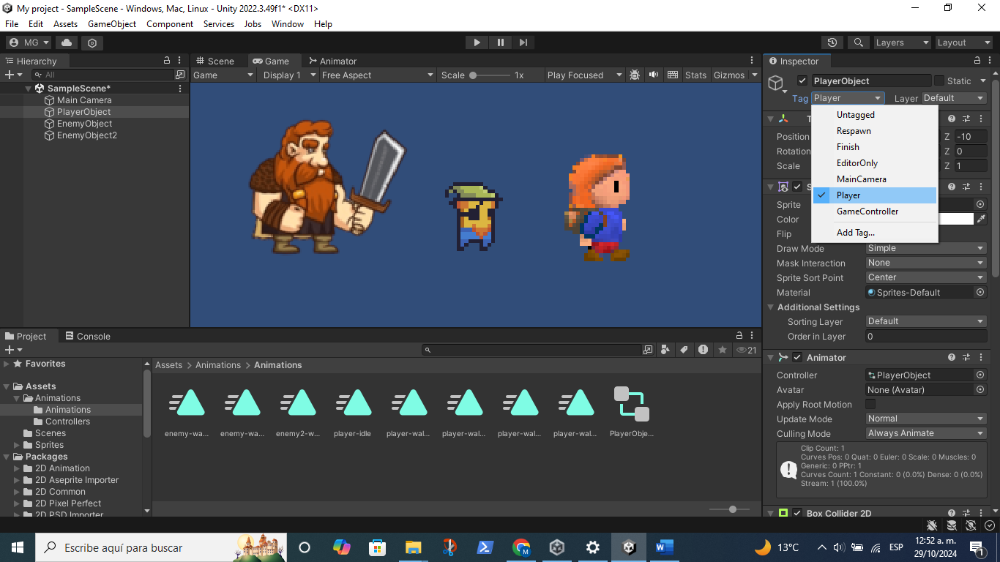 My project - SampleScene - Windows, Mac, Linux - Unity 2022.3.49f1* <DX11>
File Edit Assets GameObject Component Services Jobs Window Help
MG Layers Layout
Hierarchy
All
SampleScene*
Main Camera
PlayerObject
EnemyObject
EnemyObject2
Scene Game Animator
Game Display 1 Free Aspect Scale 1x Play Focused Stats Gizmos
Inspector
PlayerObject Static
Tag Player Layer Default
Untagged
Respawn
Finish
EditorOnly
MainCamera
Player
GameController
Add Tag...
Position Z -10
Rotation Z 0
Scale Z 1
Sprite
Color
Flip
Draw Mode Simple
Mask Interaction None
Sprite Sort Point Center
Material Sprites-Default
Additional Settings
Sorting Layer Default
Order in Layer 0
Animator
Controller PlayerObject
Avatar None (Avatar)
Apply Root Motion
Update Mode Normal
Culling Mode Always Animate
Clip Count: 1
Curves Pos: 0 Quat: 0 Euler: 0 Scale: 0 Muscles: 0
Generic: 0 PPtr: 1
Curves Count: 1 Constant: 0 (0.0%) Dense: 0 (0.0%)
Stream: 1 (100.0%)
Box Collider 2D
Project Console
21
Favorites
Assets
Animations
Animations
Controllers
Scenes
Sprites
Packages
2D Animation
2D Aseprite Importer
2D Common
2D Pixel Perfect
2D PSD Importer
Assets > Animations > Animations
enemy-wa... enemy-wa... enemy2-w... player-idle player-wal... player-wal... player-wal... player-wal... PlayerObje...
Escribe aquí para buscar
13°C
ESP
12:52 a. m.
29/10/2024
1